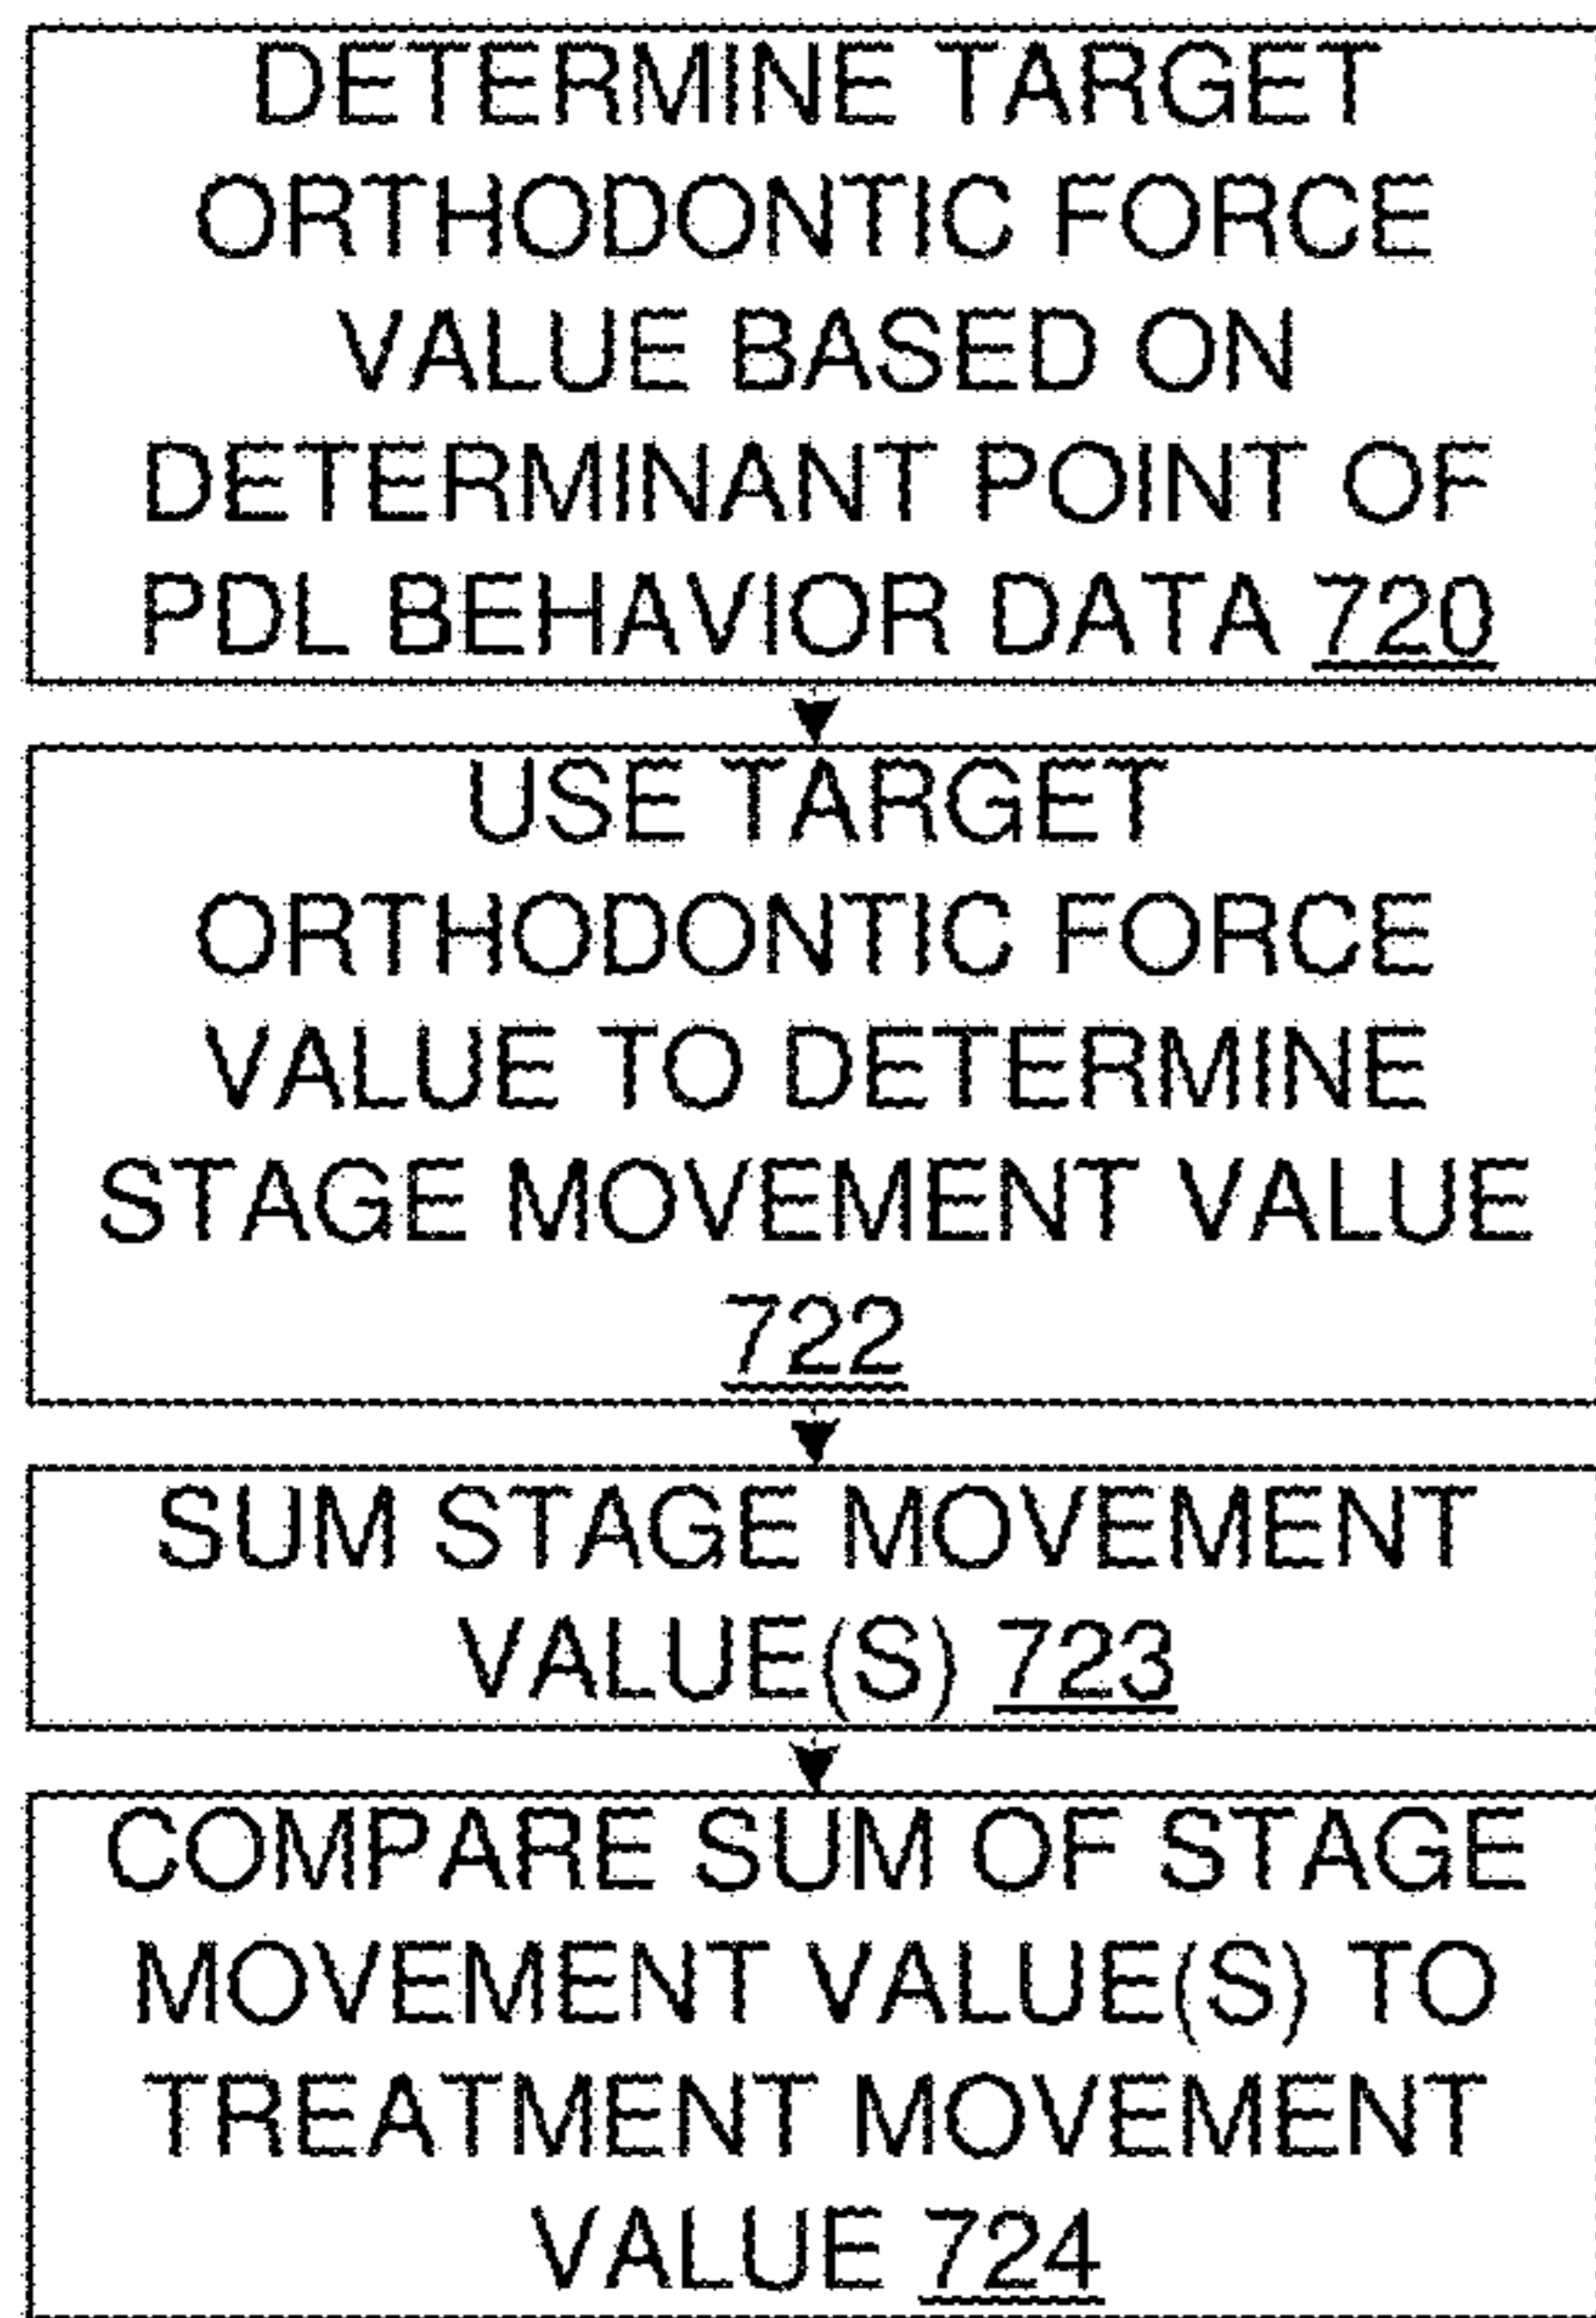 DETERMINE TARGET
ORTHODONTIC FORCE
VALUE BASED ON
DETERMINANT POINT OF
PDL BEHAVIOR DATA 720
USE TARGET
ORTHODONTIC FORCE
VALUE TO DETERMINE
STAGE MOVEMENT VALUE
722
SUM STAGE MOVEMENT
VALUE(S) 723
COMPARE SUM OF STAGE
MOVEMENT VALUE(S) TO
TREATMENT MOVEMENT
VALUE 724